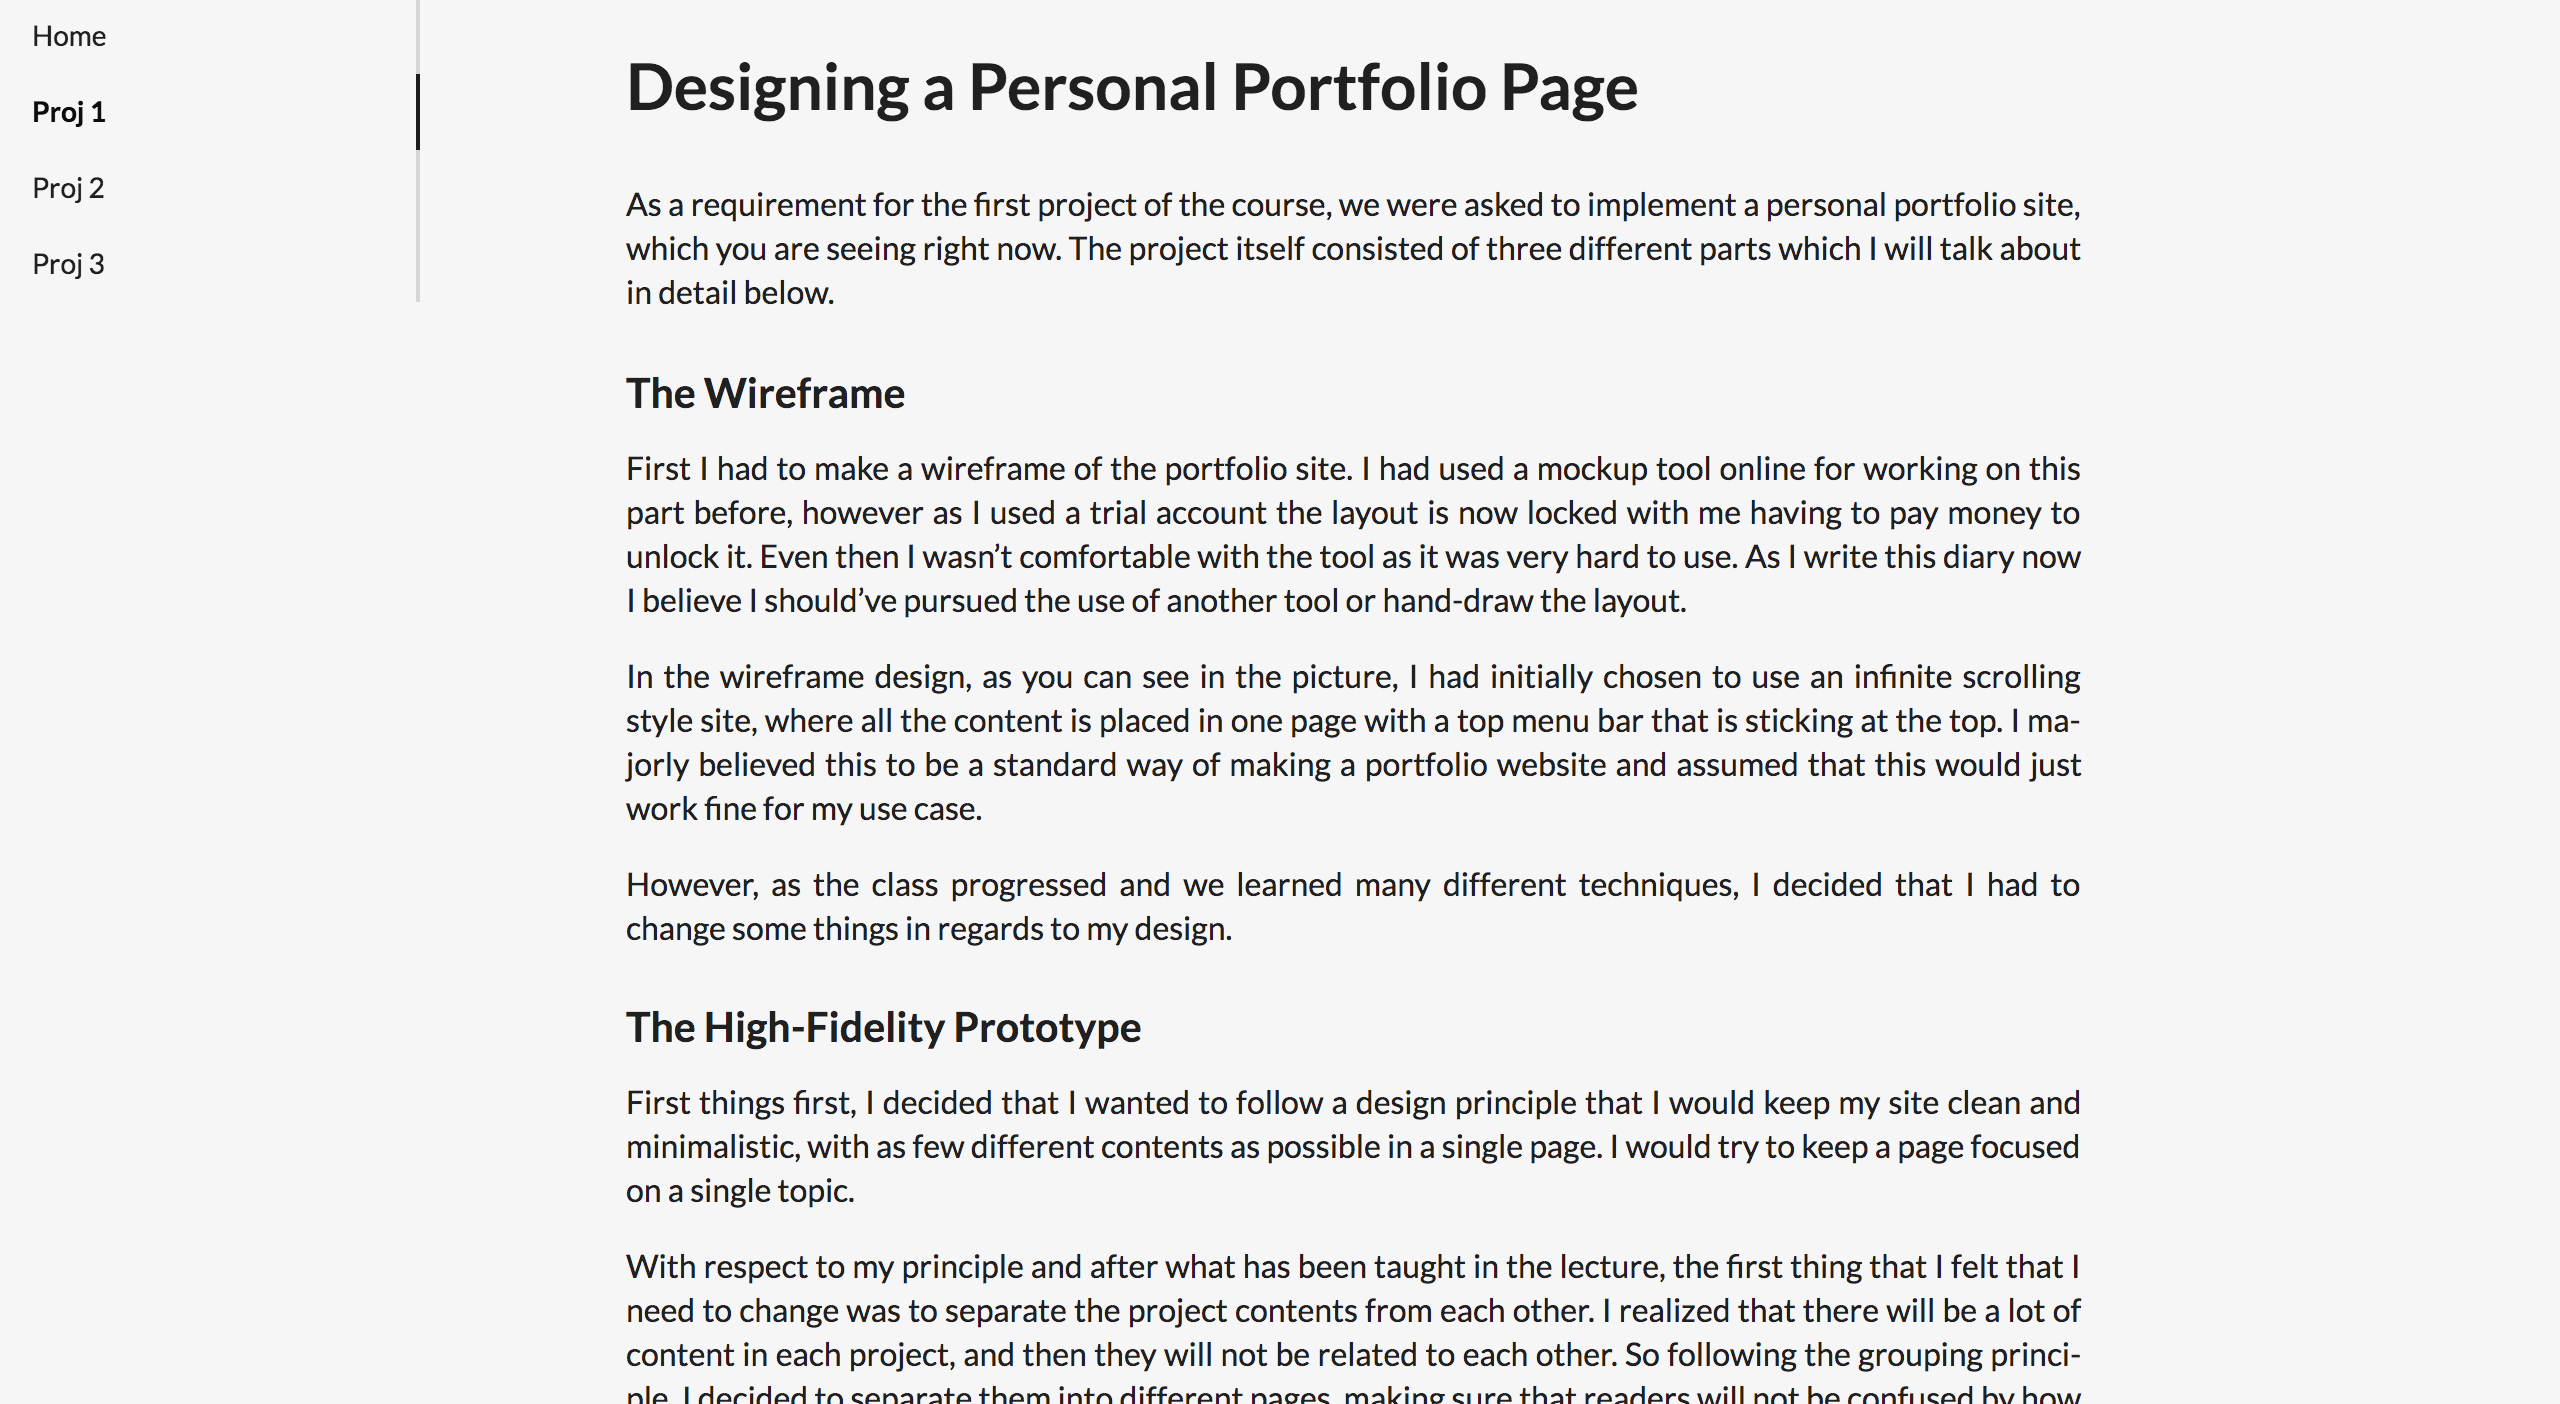 Home
Proj 1
Proj 2
Proj 3
Designing a Personal Portfolio Page
As a requirement for the first project of the course, we were asked to implement a personal portfolio site,
which you are seeing right now. The project itself consisted of three different parts which I will talk about
in detail below.
The Wireframe
First I had to make a wireframe of the portfolio site. I had used a mockup tool online for working on this
part before, however as I used a trial account the layout is now locked with me having to pay money to
unlock it. Even then I wasn’t comfortable with the tool as it was very hard to use. As I write this diary now
I believe I should’ve pursued the use of another tool or hand-draw the layout.
In the wireframe design, as you can see in the picture, I had initially chosen to use an infinite scrolling
style site, where all the content is placed in one page with a top menu bar that is sticking at the top. I ma-
jorly believed this to be a standard way of making a portfolio website and assumed that this would just
work fine for my use case.
However, as the class progressed and we learned many different techniques, I decided that I had to
change some things in regards to my design.
The High-Fidelity Prototype
First things first, I decided that I wanted to follow a design principle that I would keep my site clean and
minimalistic, with as few different contents as possible in a single page. I would try to keep a page focused
on a single topic.
With respect to my principle and after what has been taught in the lecture, the first thing that I felt that I
need to change was to separate the project contents from each other. I realized that there will be a lot of
content in each project, and then they will not be related to each other. So following the grouping princi-
ple, I decided to separate them into different pages, making sure that readers will not be confused by how